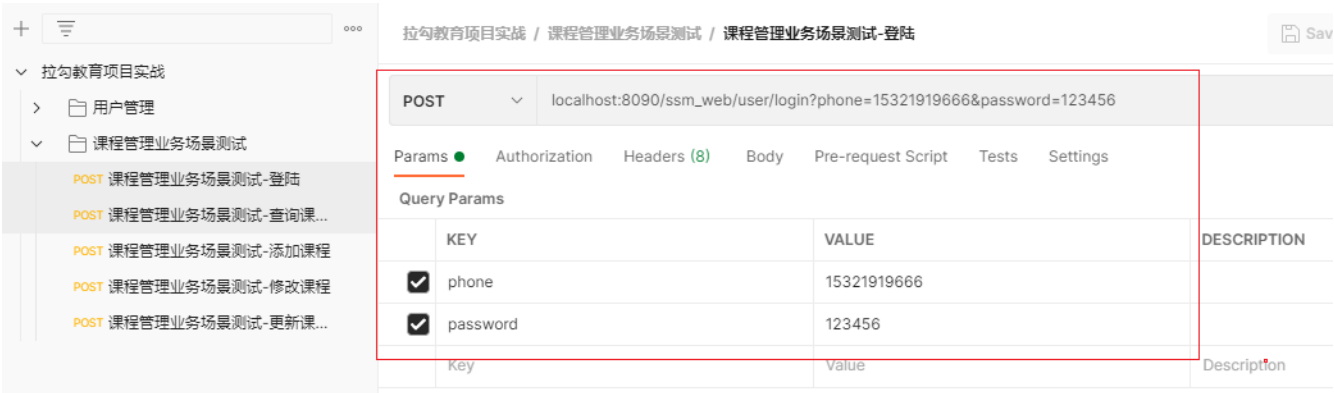 拉勾教育项目实战 / 课程管理业务场景测试 / 课程管理业务场景测试-登陆
Sav
拉勾教育项目实战
用户管理
课程管理业务场景测试
POST 课程管理业务场景测试-登陆
POST 课程管理业务场景测试-查询课...
POST 课程管理业务场景测试-添加课程
POST 课程管理业务场景测试-修改课程
POST 课程管理业务场景测试-更新课...
POST localhost:8090/ssm_web/user/login?phone=15321919666&password=123456
Params Authorization Headers (8) Body Pre-request Script Tests Settings
Query Params
KEY VALUE DESCRIPTION
phone 15321919666
password 123456
Key Value Description